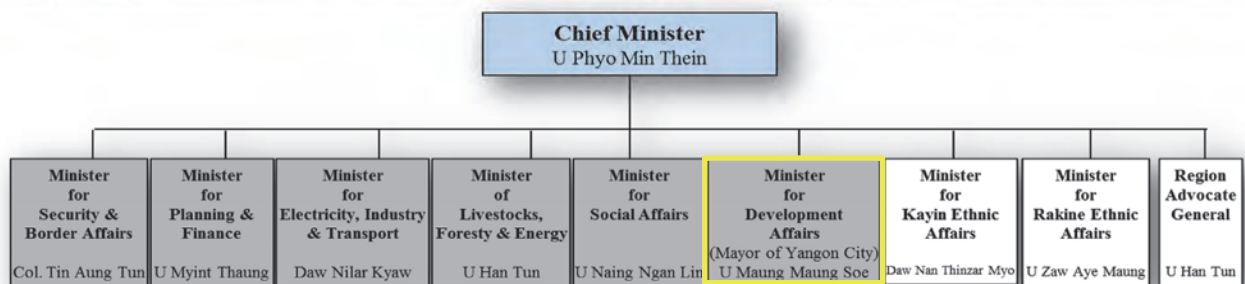 Chief Minister
U Phyo Min Thein
Minister
for
Security &
Border Affairs
Col. Tin Aung Tun
Minister
for
Planning &
Finance
U Myint Thaung
Minister
for
Electricity, Industry
& Transport
Daw Nilar Kyaw
Minister
of
Livestocks,
Foresty & Energy
U Han Tun
Minister
for
Social Affairs
U Naing Ngan Lin
Minister
for
Development
Affairs
(Mayor of Yangon City)
U Maung Maung Soe
Minister
for
Kayin Ethnic
Affairs
Daw Nan Thinzar Myo
Minister
for
Rakine Ethnic
Affairs
U Zaw Aye Maung
Region
Advocate
General
U Han Tun